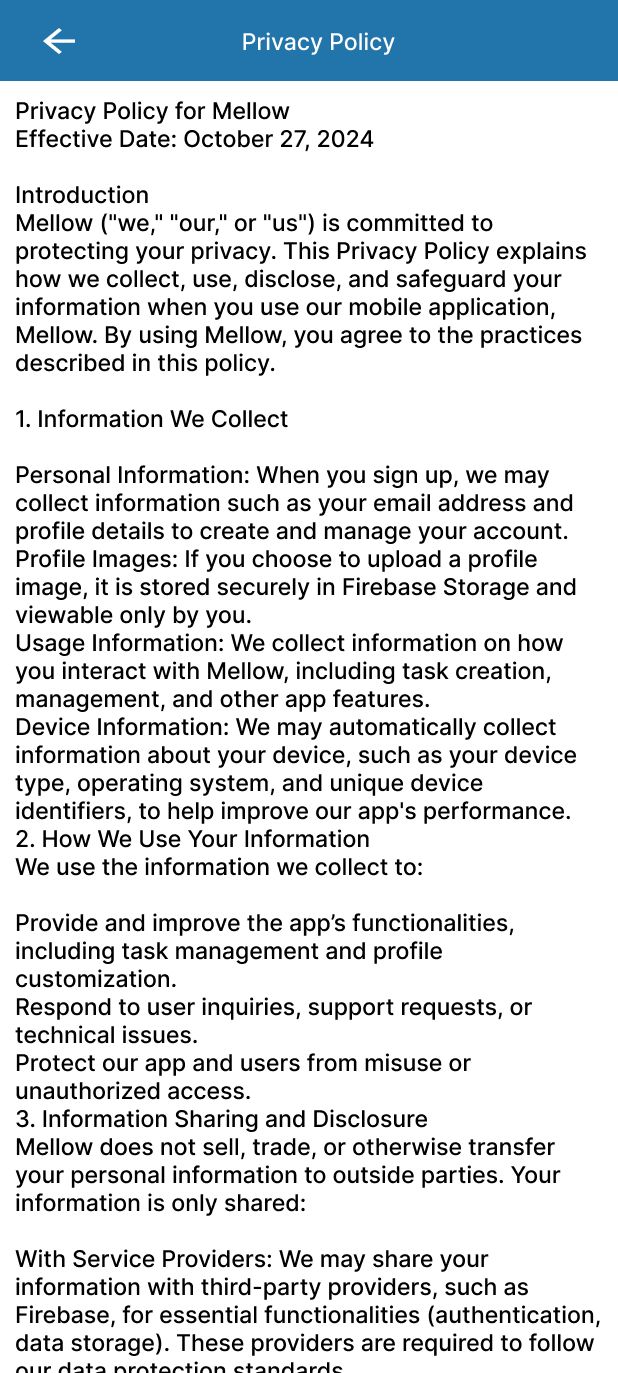 Privacy Policy
Privacy Policy for Mellow
Effective Date: October 27, 2024
Introduction
Mellow ("we," "our," or "us") is committed to
protecting your privacy. This Privacy Policy explains
how we collect, use, disclose, and safeguard your
information when you use our mobile application,
Mellow. By using Mellow, you agree to the practices
described in this policy.
1. Information We Collect
Personal Information: When you sign up, we may
collect information such as your email address and
profile details to create and manage your account.
Profile Images: If you choose to upload a profile
image, it is stored securely in Firebase Storage and
viewable only by you.
Usage Information: We collect information on how
you interact with Mellow, including task creation,
management, and other app features.
Device Information: We may automatically collect
information about your device, such as your device
type, operating system, and unique device
identifiers, to help improve our app's performance.
2. How We Use Your Information
We use the information we collect to:
Provide and improve the app’s functionalities,
including task management and profile
customization.
Respond to user inquiries, support requests, or
technical issues.
Protect our app and users from misuse or
unauthorized access.
3. Information Sharing and Disclosure
Mellow does not sell, trade, or otherwise transfer
your personal information to outside parties. Your
information is only shared:
With Service Providers: We may share your
information with third-party providers, such as
Firebase, for essential functionalities (authentication,
data storage). These providers are required to follow
our data protection standards.